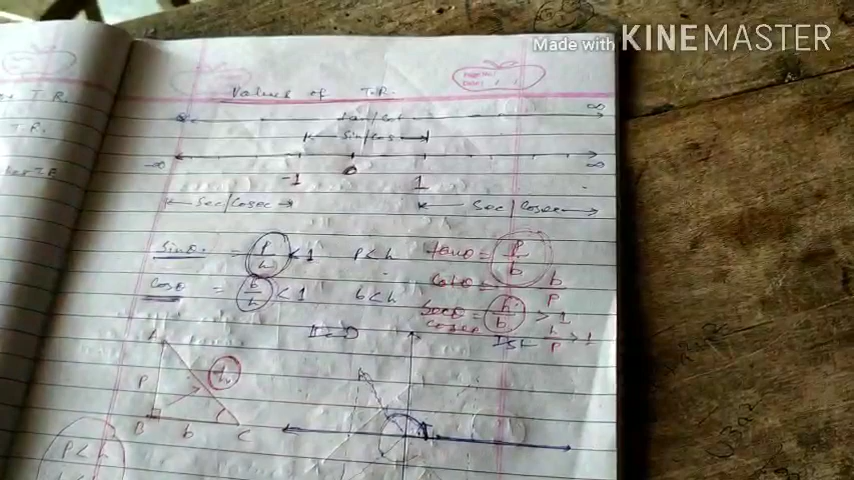 Made with KINEMASTER
Values of T.R.
∞
tan/cot
∞
Sin/Cos
-∞
-1
0
1
∞
Sec/Cosec
Sec/Cosec
Sinθ = p/h < 1 p<h
tanθ = p/b
Cosθ = b/h < 1 b<h
Cotθ = b/p
Secθ = h/b > 1
Cosec h/p > 1
T.R.
T.R.
A
P
h
B b C
P<h